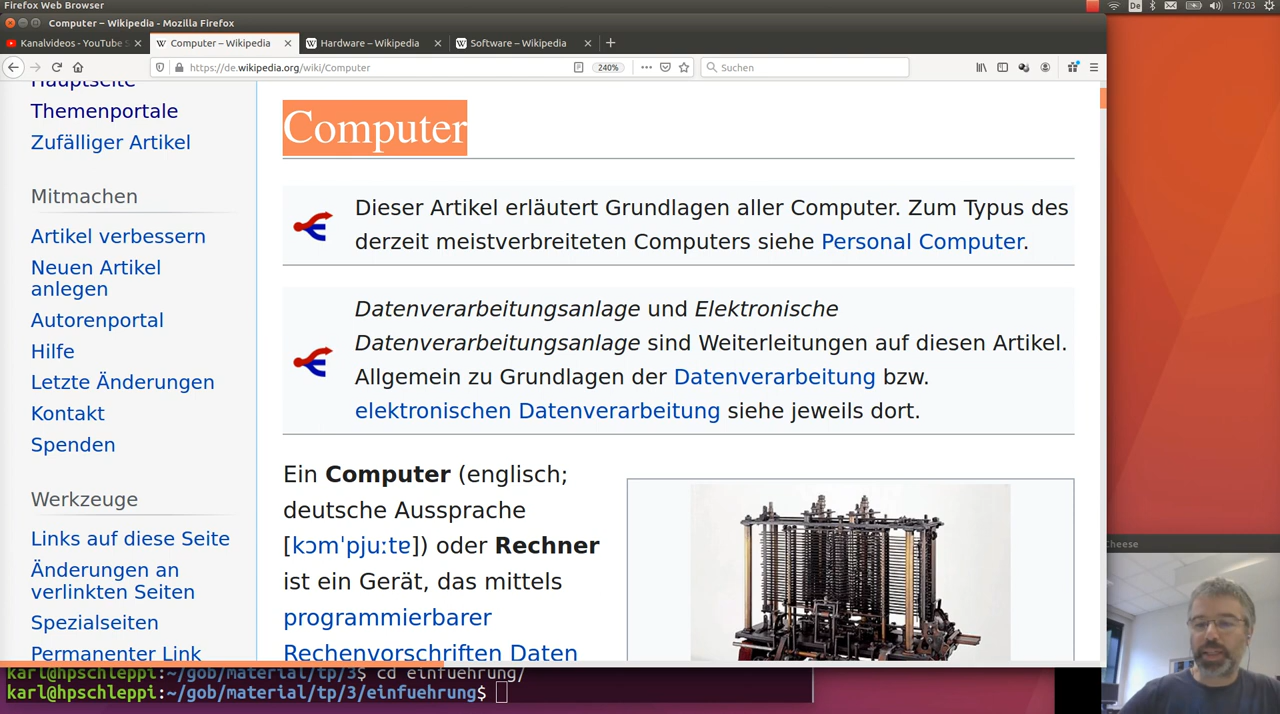 Firefox Web Browser
De
17:03
Computer – Wikipedia - Mozilla Firefox
Kanalvideos - YouTube S
Computer – Wikipedia
Hardware – Wikipedia
Software – Wikipedia
https://de.wikipedia.org/wiki/Computer
240%
Suchen
Hauptseite
Themenportale
Zufälliger Artikel
Mitmachen
Artikel verbessern
Neuen Artikel
anlegen
Autorenportal
Hilfe
Letzte Änderungen
Kontakt
Spenden
Werkzeuge
Links auf diese Seite
Änderungen an
verlinkten Seiten
Spezialseiten
Permanenter Link
Computer
Dieser Artikel erläutert Grundlagen aller Computer. Zum Typus des
derzeit meistverbreiteten Computers siehe Personal Computer.
Datenverarbeitungsanlage und Elektronische
Datenverarbeitungsanlage sind Weiterleitungen auf diesen Artikel.
Allgemein zu Grundlagen der Datenverarbeitung bzw.
elektronischen Datenverarbeitung siehe jeweils dort.
Ein Computer (englisch;
deutsche Aussprache
[kɔmˈpjuːtɐ]) oder Rechner
ist ein Gerät, das mittels
programmierbarer
Rechenvorschriften Daten
Cheese
karl@hpschleppi:~/gob/material/tp/3$ cd einfuehrung/
karl@hpschleppi:~/gob/material/tp/3/einfuehrung$